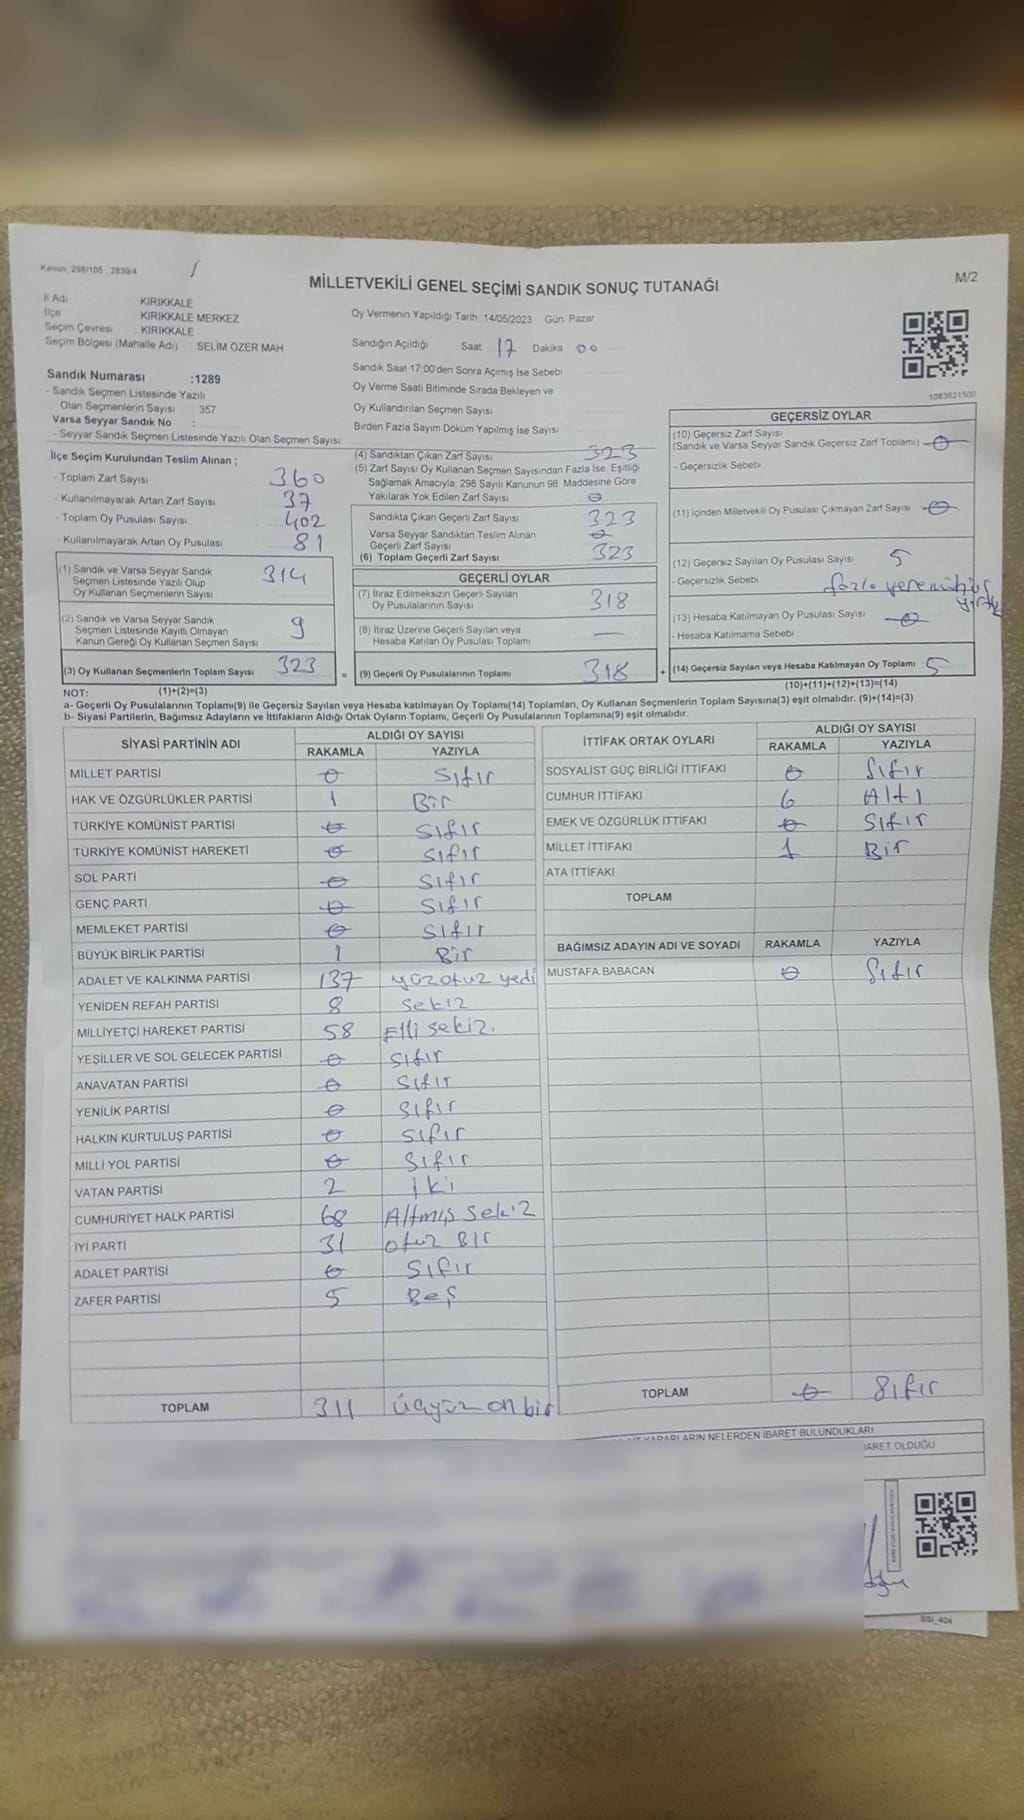 Kanun: 298/105 , 2839/4
MİLLETVEKİLİ GENEL SEÇİMİ SANDIK SONUÇ TUTANAĞI
M/2
İl Adı KIRIKKALE
İlçe KIRIKKALE MERKEZ
Seçim Çevresi KIRIKKALE
Seçim Bölgesi (Mahalle Adı) SELİM ÖZER MAH
Sandık Numarası :1289
- Sandık Seçmen Listesinde Yazılı
Olan Seçmenlerin Sayısı : 357
Varsa Seyyar Sandık No :
- Seyyar Sandık Seçmen Listesinde Yazılı Olan Seçmen Sayısı:
Oy Vermenin Yapıldığı Tarih: 14/05/2023 Gün: Pazar
Sandığın Açıldığı Saat 17 Dakika 00
Sandık Saat 17:00'den Sonra Açımış İse Sebebi
Oy Verme Saati Bitiminde Sırada Bekleyen ve
Oy Kullandırılan Seçmen Sayısı
Birden Fazla Sayım Döküm Yapılmış İse Sayısı
1083621500
İlçe Seçim Kurulundan Teslim Alınan ;
- Toplam Zarf Sayısı 360
- Kullanılmayarak Artan Zarf Sayısı 37
- Toplam Oy Pusulası Sayısı 402
- Kullanılmayarak Artan Oy Pusulası 81
(1) Sandık ve Varsa Seyyar Sandık
Seçmen Listesinde Yazılı Olup
Oy Kullanan Seçmenlerin Sayısı 314
(2) Sandık ve Varsa Seyyar Sandık
Seçmen Listesinde Kayıtlı Olmayan
Kanun Gereği Oy Kullanan Seçmen Sayısı 9
(3) Oy Kullanan Seçmenlerin Toplam Sayısı 323
(4) Sandıktan Çıkan Zarf Sayısı 323
(5) Zarf Sayısı Oy Kullanan Seçmen Sayısından Fazla İse, Eşitliği
Sağlamak Amacıyla, 298 Sayılı Kanunun 98. Maddesine Göre
Yakılarak Yok Edilen Zarf Sayısı 0
Sandıkta Çıkan Geçerli Zarf Sayısı 323
Varsa Seyyar Sandıktan Teslim Alınan
Geçerli Zarf Sayısı 0
(6) Toplam Geçerli Zarf Sayısı 323
GEÇERLİ OYLAR
(7) İtiraz Edilmeksizin Geçerli Sayılan
Oy Pusulalarının Sayısı 318
(8) İtiraz Üzerine Geçerli Sayılan veya
Hesaba Katılan Oy Pusulası Toplamı —
= (9) Geçerli Oy Pusulalarının Toplamı 318
GEÇERSİZ OYLAR
(10) Geçersiz Zarf Sayısı
(Sandık ve Varsa Seyyar Sandık Geçersiz Zarf Toplamı) 0
- Geçersizlik Sebebi
(11) İçinden Milletvekili Oy Pusulası Çıkmayan Zarf Sayısı 0
(12) Geçersiz Sayılan Oy Pusulası Sayısı 5
- Geçersizlik Sebebi fazla yere mühür
(13) Hesaba Katılmayan Oy Pusulası Sayısı 0
- Hesaba Katılmama Sebebi
+ (14) Geçersiz Sayılan veya Hesaba Katılmayan Oy Toplamı 5
NOT: (1)+(2)=(3)
(10)+(11)+(12)+(13)=(14)
a- Geçerli Oy Pusulalarının Toplamı(9) ile Geçersiz Sayılan veya Hesaba katılmayan Oy Toplamı(14) Toplamları, Oy Kullanan Seçmenlerin Toplam Sayısına(3) eşit olmalıdır. (9)+(14)=(3)
b- Siyasi Partilerin, Bağımsız Adayların ve İttifakların Aldığı Ortak Oyların Toplamı, Geçerli Oy Pusulalarının Toplamına(9) eşit olmalıdır.
SİYASİ PARTİNİN ADI ALDIĞI OY SAYISI
RAKAMLA YAZIYLA
MİLLET PARTİSİ 0 Sıfır
HAK VE ÖZGÜRLÜKLER PARTİSİ 1 Bir
TÜRKİYE KOMÜNİST PARTİSİ 0 Sıfır
TÜRKİYE KOMÜNİST HAREKETİ 0 Sıfır
SOL PARTİ 0 Sıfır
GENÇ PARTİ 0 Sıfır
MEMLEKET PARTİSİ 0 Sıfır
BÜYÜK BİRLİK PARTİSİ 1 Bir
ADALET VE KALKINMA PARTİSİ 137 yüzotuz yedi
YENİDEN REFAH PARTİSİ 8 sekiz
MİLLİYETÇİ HAREKET PARTİSİ 58 Elli sekiz.
YEŞİLLER VE SOL GELECEK PARTİSİ 0 Sıfır
ANAVATAN PARTİSİ 0 Sıfır
YENİLİK PARTİSİ 0 Sıfır
HALKIN KURTULUŞ PARTİSİ 0 Sıfır
MİLLİ YOL PARTİSİ 0 Sıfır
VATAN PARTİSİ 2 İki
CUMHURİYET HALK PARTİSİ 68 Altmış sekiz
İYİ PARTİ 31 otuz Bir
ADALET PARTİSİ 0 Sıfır
ZAFER PARTİSİ 5 Beş
TOPLAM 311 üçyüz on bir
İTTİFAK ORTAK OYLARI ALDIĞI OY SAYISI
RAKAMLA YAZIYLA
SOSYALİST GÜÇ BİRLİĞİ İTTİFAKI 0 Sıfır
CUMHUR İTTİFAKI 6 Altı
EMEK VE ÖZGÜRLÜK İTTİFAKI 0 Sıfır
MİLLET İTTİFAKI 1 Bir
ATA İTTİFAKI
TOPLAM
BAĞIMSIZ ADAYIN ADI VE SOYADI RAKAMLA YAZIYLA
MUSTAFA BABACAN 0 Sıfır
TOPLAM 0 Sıfır
KARARLARIN NELERDEN İBARET BULUNDUKLARI
BARET OLDUĞU
SSİ_404